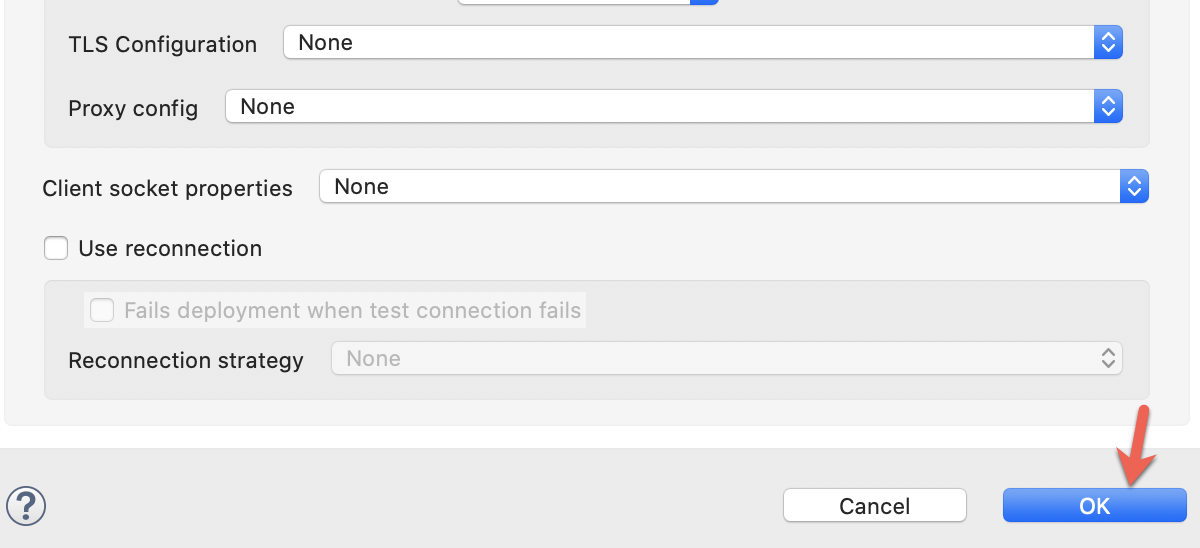 TLS Configuration None
Proxy config None
Client socket properties None
Use reconnection
Fails deployment when test connection fails
Reconnection strategy None
? Cancel OK